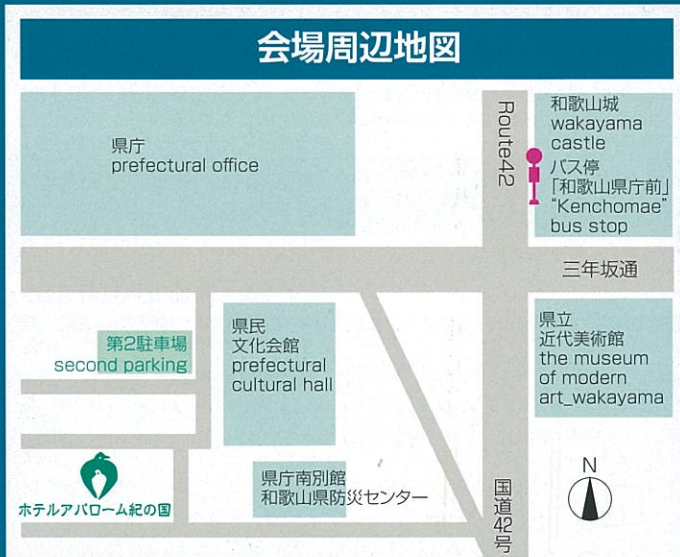 会場周辺地図
県庁
prefectural office
Route42
和歌山城
wakayama
castle
バス停
「和歌山県庁前」
"Kenchomae"
bus stop
三年坂通
第2駐車場
second parking
県民
文化会館
prefectural
cultural hall
県立
近代美術館
the museum
of modern
art_wakayama
ホテルアバローム紀の国
県庁南別館
和歌山県防災センター
国道42号
N